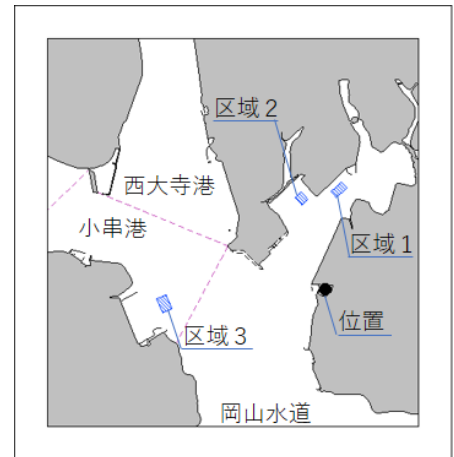 区域２
西大寺港
小串港
区域１
位置
区域３
岡山水道